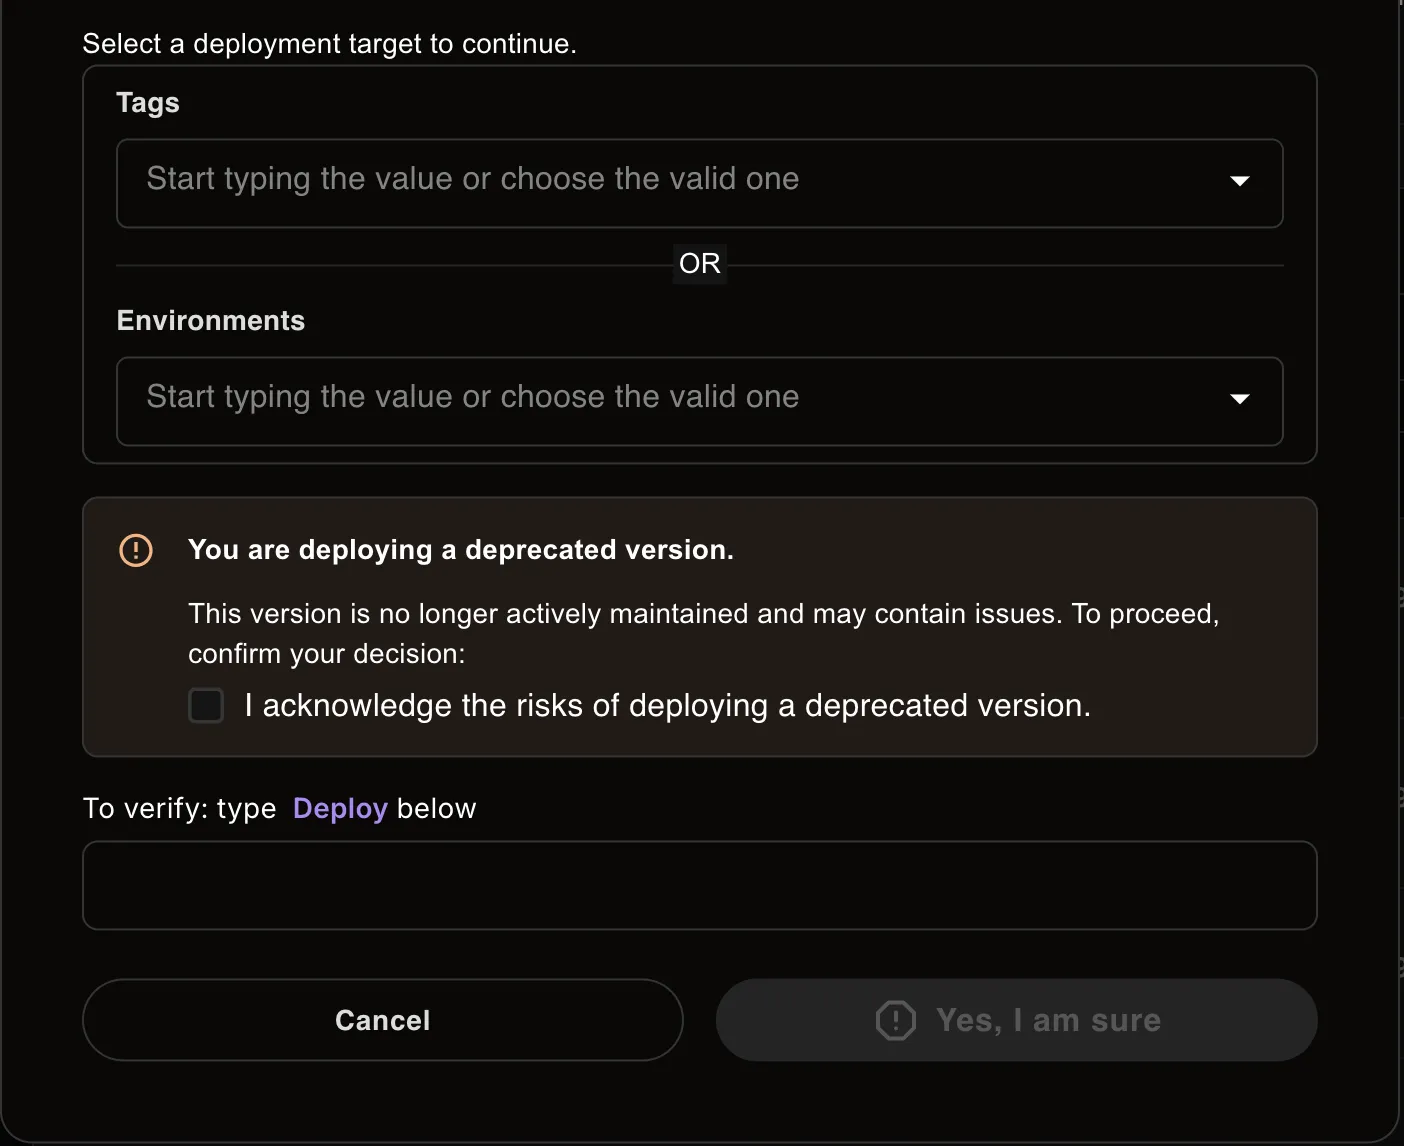 Select a deployment target to continue.
Tags
Start typing the value or choose the valid one
OR
Environments
Start typing the value or choose the valid one
You are deploying a deprecated version.
This version is no longer actively maintained and may contain issues. To proceed,
confirm your decision:
I acknowledge the risks of deploying a deprecated version.
To verify: type Deploy below
Cancel
Yes, I am sure